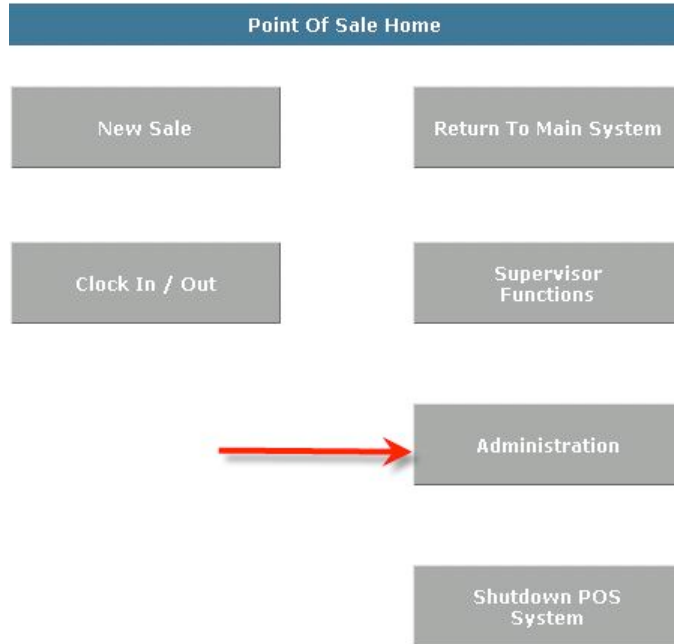 Point Of Sale Home
New Sale
Return To Main System
Clock In / Out
Supervisor
Functions
Administration
Shutdown POS
System